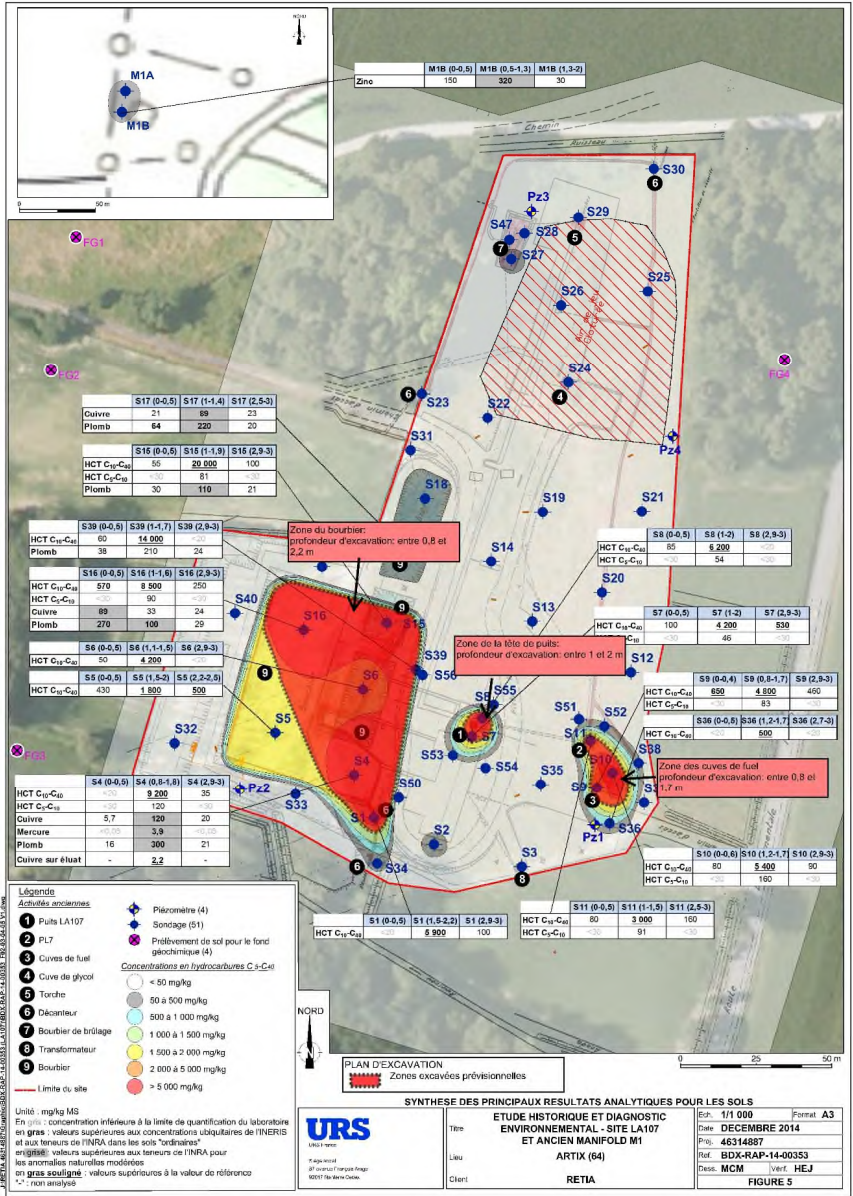 NORD
M1A
M1B
0 50 m
M1B (0-0,5) M1B (0,5-1,3) M1B (1,3-2)
Zinc 150 320 30
Chemin
Ruisseau
S30
6
Pz3
S29
S47
S28
5
7
S27
FG1
S26
S25
Aire de jeu
Cloturée
FG2
FG4
S24
4
6
S23
S22
Pz4
Chemin d'accès
S31
S17 (0-0,5) S17 (1-1,4) S17 (2,5-3)
Cuivre 21 89 23
Plomb 64 220 20
S15 (0-0,5) S15 (1-1,9) S15 (2,9-3)
HCT C10-C40 55 20 000 100
HCT C5-C10 <30 81 <30
Plomb 30 110 21
S18
S19
S21
S39 (0-0,5) S39 (1-1,7) S39 (2,9-3)
HCT C10-C40 60 14 000 <20
Plomb 38 210 24
Zone du bourbier:
profondeur d'excavation: entre 0,8 et
2,2 m
S8 (0-0,5) S8 (1-2) S8 (2,9-3)
HCT C10-C40 85 6 200 <20
HCT C5-C10 <30 54 <30
S14
9
S16 (0-0,5) S16 (1-1,6) S16 (2,9-3)
HCT C10-C40 570 8 500 250
HCT C5-C10 <30 90 <30
Cuivre 89 33 24
Plomb 270 100 29
S40
S20
S7 (0-0,5) S7 (1-2) S7 (2,9-3)
HCT C10-C40 100 4 200 530
<30 46 <30
S16
9
S15
S13
Zone de la tête de puits:
profondeur d'excavation: entre 1 et 2 m
S6 (0-0,5) S6 (1,1-1,5) S6 (2,9-3)
HCT C10-C40 50 4 200 <20
S5 (0-0,5) S5 (1,5-2) S5 (2,2-2,5)
HCT C10-C40 430 1 800 500
9
S39
S56
S12
S6
S9 (0-0,4) S9 (0,8-1,7) S9 (2,9-3)
HCT C10-C40 650 4 800 460
HCT C5-C10 <30 83 <30
S55
S8
S51
S52
S36 (0-0,5) S36 (1,2-1,7) S36 (2,7-3)
HCT C10-C40 <20 500 <20
S32
S5
9
1
S7
S11
2
FG3
S53
S54
S38
Zone des cuves de fuel
profondeur d'excavation: entre 0,8 et
1,7 m
S4
S10
S35
S9
3
S4 (0-0,5) S4 (0,8-1,8) S4 (2,9-3)
HCT C10-C40 <20 9 200 35
HCT C5-C10 <30 120 <30
Cuivre 5,7 120 20
Mercure <0,05 3,9 <0,05
Plomb 16 300 21
Cuivre sur éluat - 2,2 -
Pz2
S33
S50
S1
6
Pz1
S36
S2
S34
6
S3
8
S10 (0-0,6) S10 (1,2-1,7) S10 (2,9-3)
HCT C10-C40 80 5 400 90
HCT C5-C10 <30 160 <30
S1 (0-0,5) S1 (1,5-2,2) S1 (2,9-3)
HCT C10-C40 <20 5 900 100
S11 (0-0,5) S11 (1-1,5) S11 (2,5-3)
HCT C10-C40 80 3 000 160
HCT C5-C10 <30 91 <30
Route
Légende
Activités anciennes
1 Puits LA107
2 PL7
3 Cuves de fuel
4 Cuve de glycol
5 Torche
6 Décanteur
7 Bourbier de brûlage
8 Transformateur
9 Bourbier
Limite du site
Piézomètre (4)
Sondage (51)
Prélèvement de sol pour le fond
géochimique (4)
Concentrations en hydrocarbures C5-C40
< 50 mg/kg
50 à 500 mg/kg
500 à 1 000 mg/kg
1 000 à 1 500 mg/kg
1 500 à 2 000 mg/kg
2 000 à 5 000 mg/kg
> 5 000 mg/kg
Unité : mg/kg MS
En gris : concentration inférieure à la limite de quantification du laboratoire
en gras : valeurs supérieures aux concentrations ubiquitaires de l'INERIS
et aux teneurs de l'INRA dans les sols "ordinaires"
en grisé : valeurs supérieures aux teneurs de l'INRA pour
les anomalies naturelles modérées
en gras souligné : valeurs supérieures à la valeur de référence
"-" : non analysé
NORD
0 25 50 m
PLAN D'EXCAVATION
Zones excavées prévisionnelles
SYNTHESE DES PRINCIPAUX RESULTATS ANALYTIQUES POUR LES SOLS
URS
URS France
Titre
ETUDE HISTORIQUE ET DIAGNOSTIC
ENVIRONNEMENTAL - SITE LA107
ET ANCIEN MANIFOLD M1
Lieu ARTIX (64)
Client RETIA
Ech. 1/1 000 Format A3
Date DECEMBRE 2014
Proj. 46314887
Ref. BDX-RAP-14-00353
Dess. MCM Vérif. HEJ
FIGURE 5